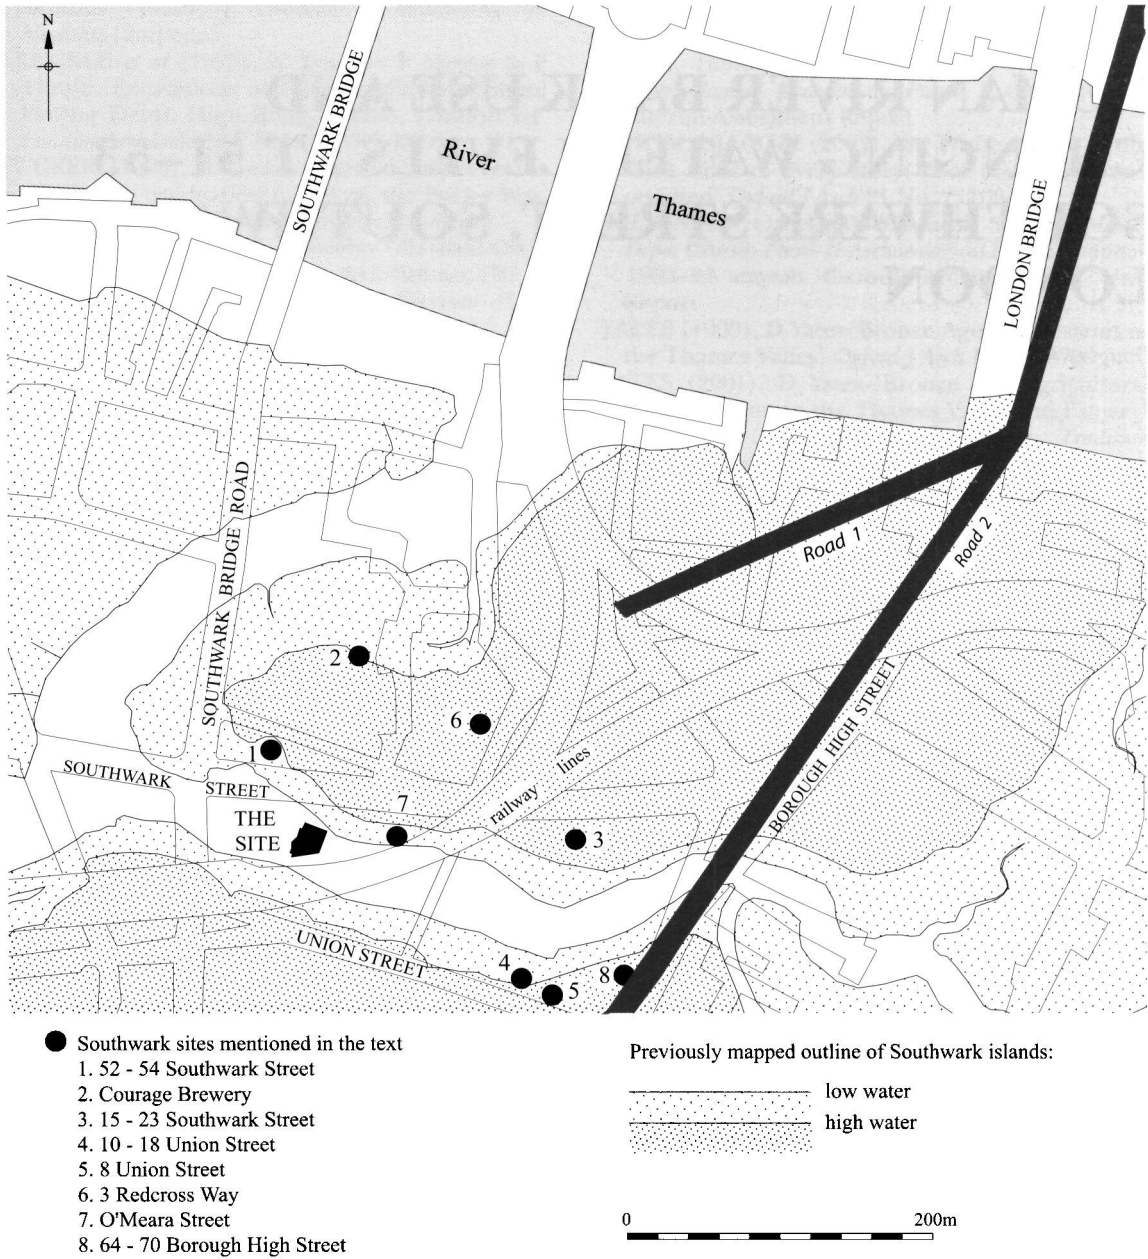 N
SOUTHWARK BRIDGE
River
Thames
LONDON BRIDGE
Road 1
Road 2
SOUTHWARK BRIDGE ROAD
2
6
1
BOROUGH HIGH STREET
SOUTHWARK STREET
railway lines
7
THE
SITE
3
UNION STREET
4
5
8
Southwark sites mentioned in the text
1. 52 - 54 Southwark Street
2. Courage Brewery
3. 15 - 23 Southwark Street
4. 10 - 18 Union Street
5. 8 Union Street
6. 3 Redcross Way
7. O'Meara Street
8. 64 - 70 Borough High Street
Previously mapped outline of Southwark islands:
low water
high water
0 200m